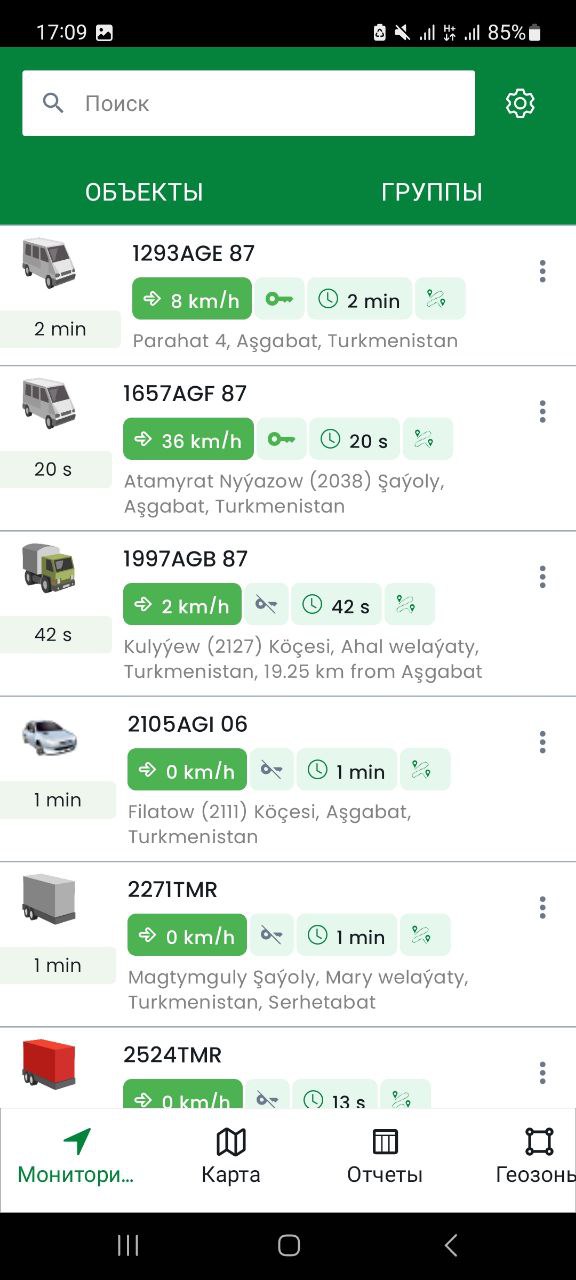 17:09
85%
Поиск
ОБЪЕКТЫ ГРУППЫ
1293AGE 87
8 km/h 2 min
2 min
Parahat 4, Aşgabat, Turkmenistan
1657AGF 87
36 km/h 20 s
20 s
Atamyrat Nyýazow (2038) Şaýoly,
Aşgabat, Turkmenistan
1997AGB 87
2 km/h 42 s
42 s
Kulyýew (2127) Köçesi, Ahal welaýaty,
Turkmenistan, 19.25 km from Aşgabat
2105AGI 06
0 km/h 1 min
1 min
Filatow (2111) Köçesi, Aşgabat,
Turkmenistan
2271TMR
0 km/h 1 min
1 min
Magtymguly Şaýoly, Mary welaýaty,
Turkmenistan, Serhetabat
2524TMR
0 km/h 13 s
Монитори... Карта Отчеты Геозоны